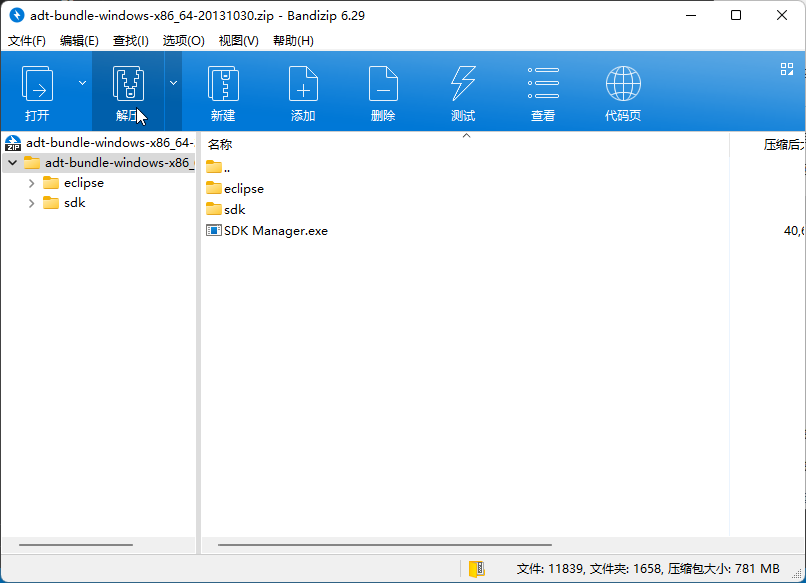 adt-bundle-windows-x86_64-20131030.zip - Bandizip 6.29
文件(F) 编辑(E) 查找(I) 选项(O) 视图(V) 帮助(H)
打开 解压 新建 添加 删除 测试 查看 代码页
adt-bundle-windows-x86_64-
adt-bundle-windows-x86_
eclipse
sdk
名称 压缩后
..
eclipse
sdk
SDK Manager.exe 40,6
文件: 11839, 文件夹: 1658, 压缩包大小: 781 MB